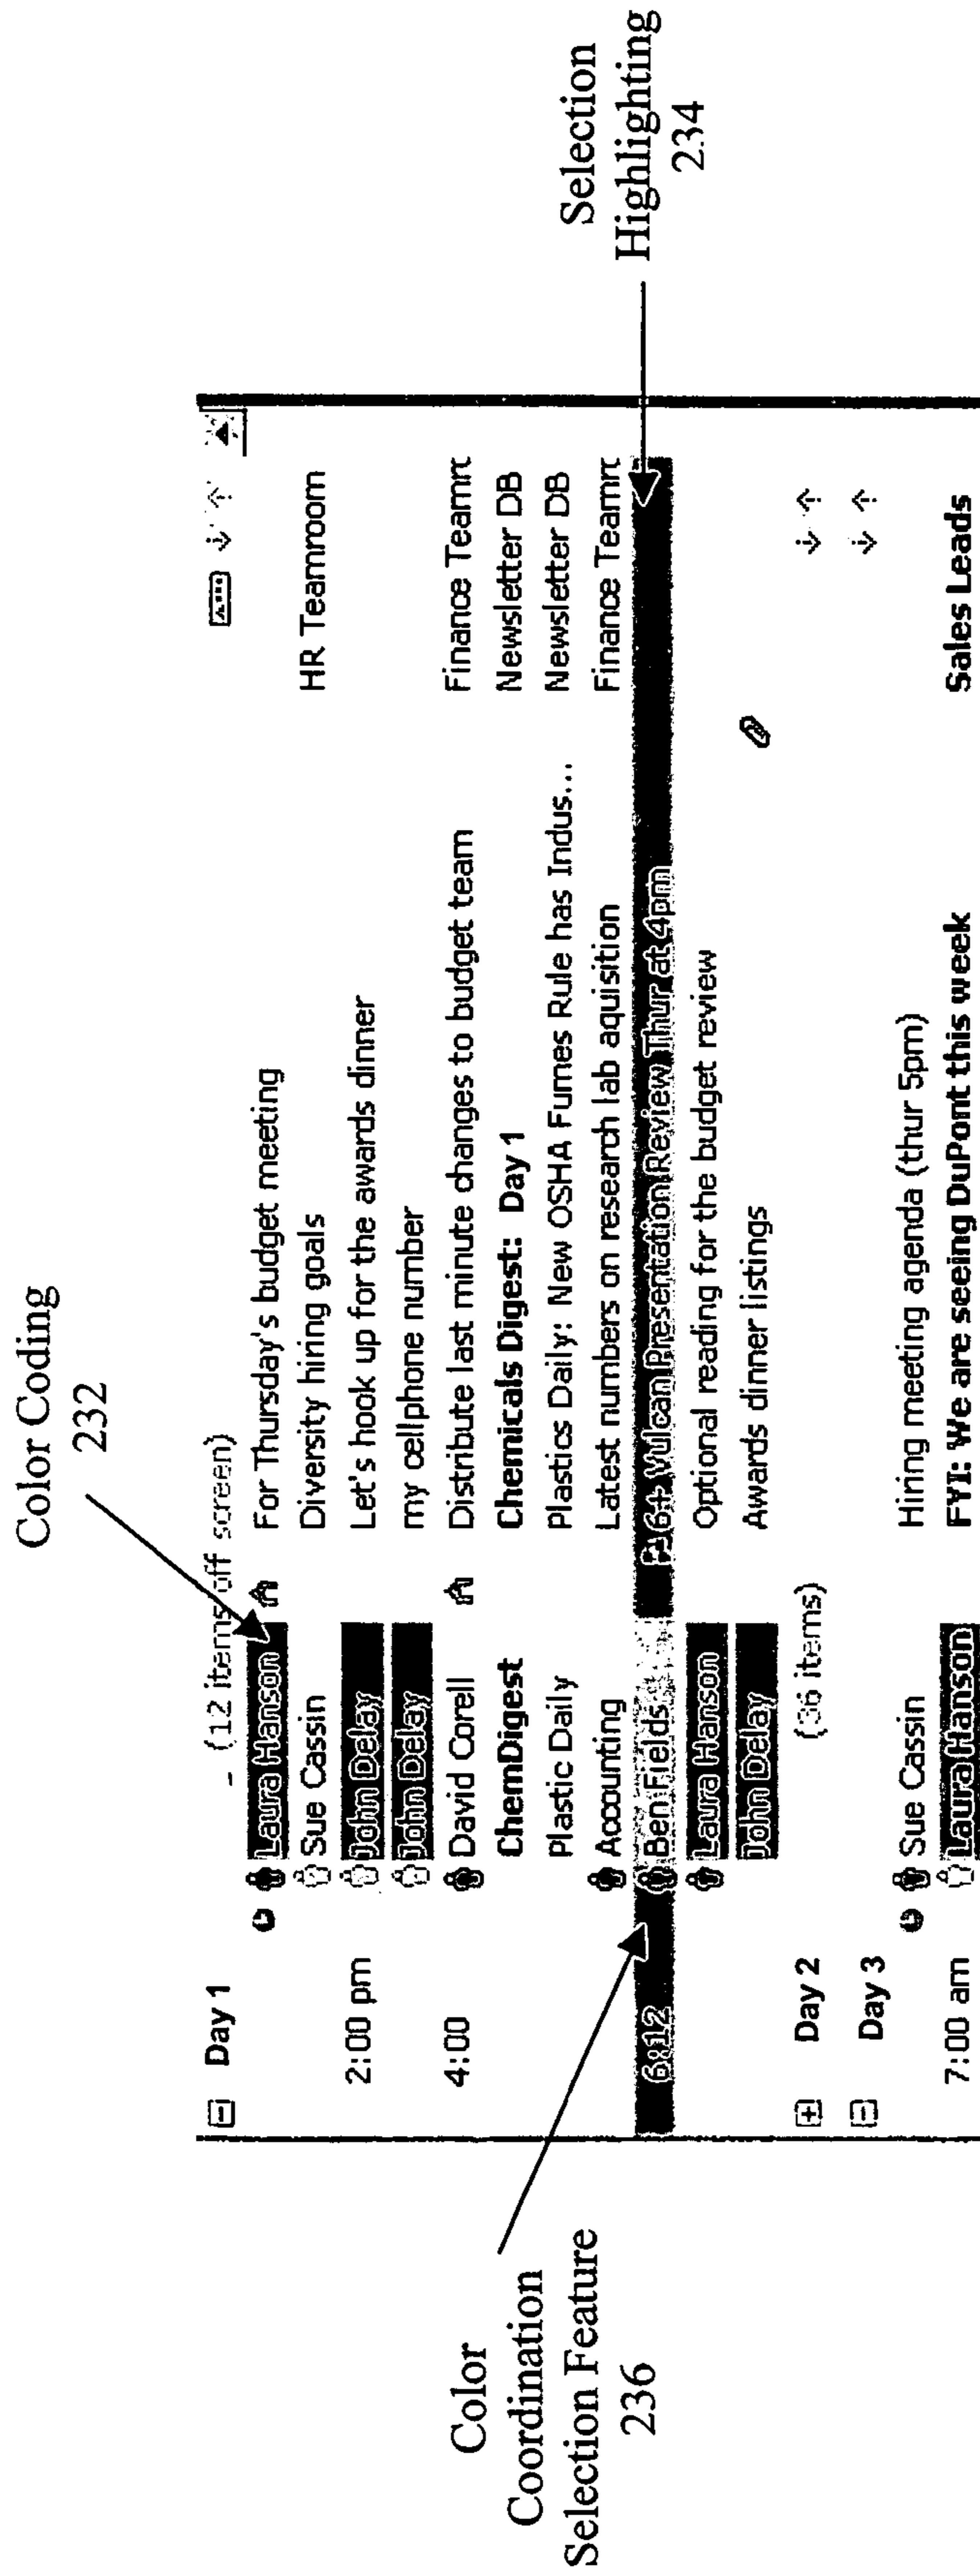 Color Coding
232
Day 1 – (12 items off screen)
Laura Hanson For Thursday's budget meeting
Sue Cassin Diversity hiring goals HR Teamroom
2:00 pm John Delay Let's hook up for the awards dinner
John Delay my cellphone number
4:00 David Corell Distribute last minute changes to budget team Finance Teamrc
ChemDigest Chemicals Digest: Day 1 Newsletter DB
Plastic Daily Plastics Daily: New OSHA Fumes Rule has Indus... Newsletter DB
Accounting Latest numbers on research lab aquisition Finance Teamrc
6:12 Ben Fields Vulcan Presentation Review Thur at 4pm
Laura Hanson Optional reading for the budget review
John Delay Awards dinner listings
Day 2 (36 items)
Day 3
Sue Cassin Hiring meeting agenda (thur 5pm)
7:00 am Laura Hanson FYI: We are seeing DuPont this week Sales Leads
Color
Coordination
Selection Feature
236
Selection
Highlighting
234